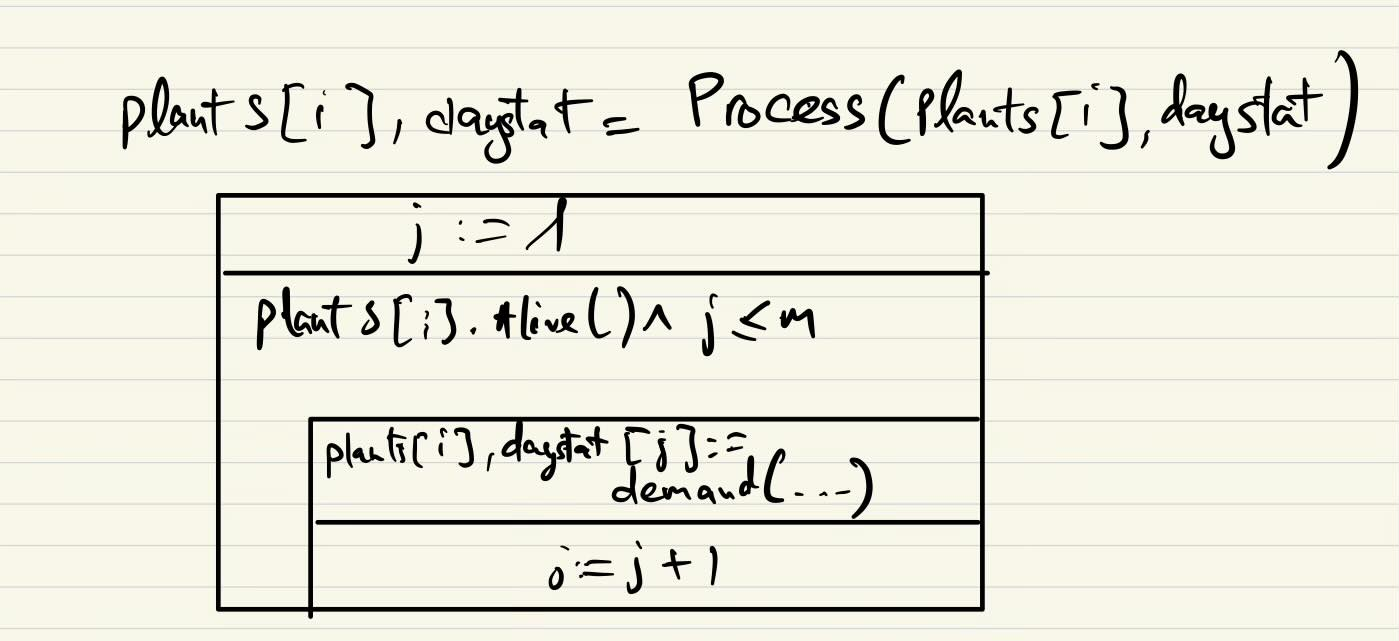 plants[i], daystat = Process(Plants[i], daystat)
j := 1
plants[i].Alive() ∧ j ≤ m
plants[i], daystat[j] :=
demand(...)
j := j + 1